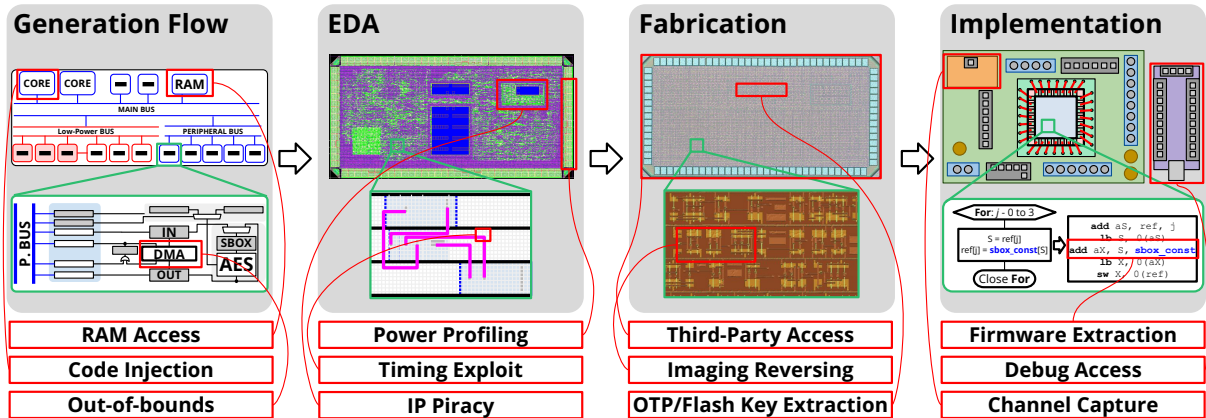 Generation Flow
CORE
CORE
RAM
MAIN BUS
Low-Power BUS
PERIPHERAL BUS
P.BUS
IN
DMA
OUT
SBOX
AES
RAM Access
Code Injection
Out-of-bounds
EDA
Power Profiling
Timing Exploit
IP Piracy
Fabrication
Third-Party Access
Imaging Reversing
OTP/Flash Key Extraction
Implementation
For: j - 0 to 3
S = ref[j]
ref[j] = sbox_const[S]
Close For
add aS, ref, j
lb S, 0(aS)
add aX, S, sbox_const
lb X, 0(aX)
sw X, 0(ref)
Firmware Extraction
Debug Access
Channel Capture